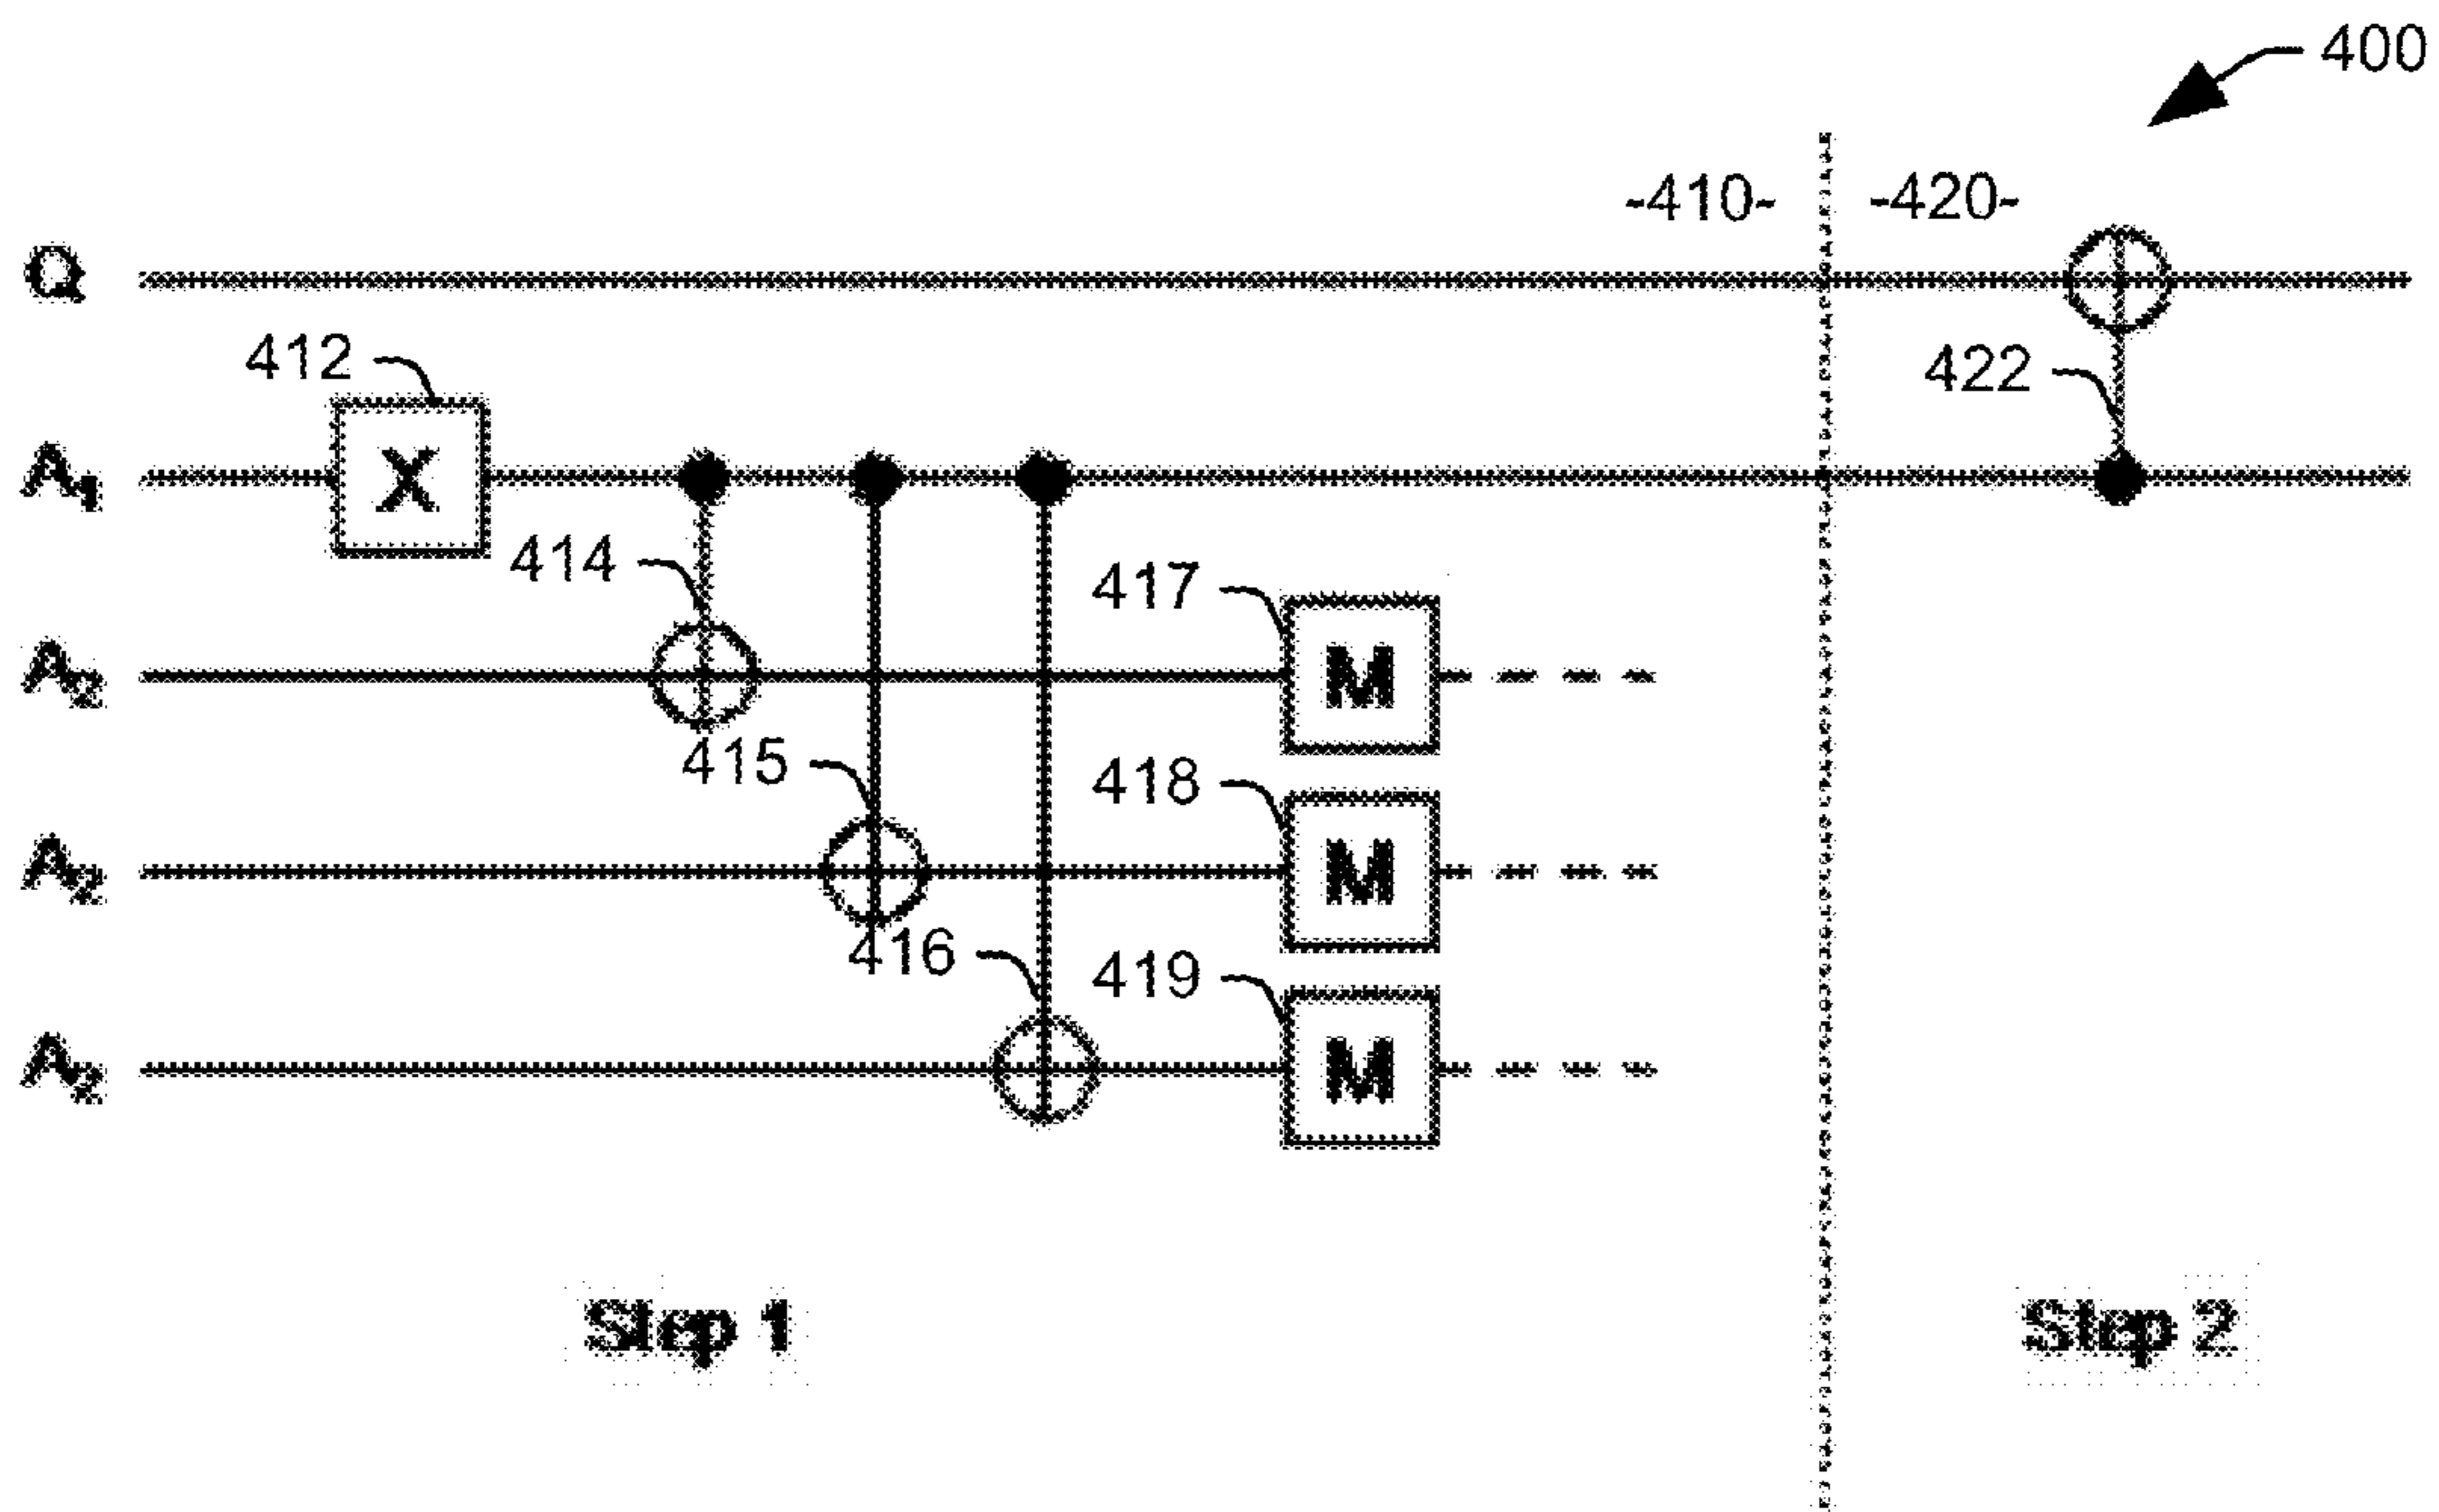 400
-410- -420-
Q
412
422
A₁ X
414
417
A₂ M
415
418
A₂ M
416
419
A₂ M
Step 1 Step 2